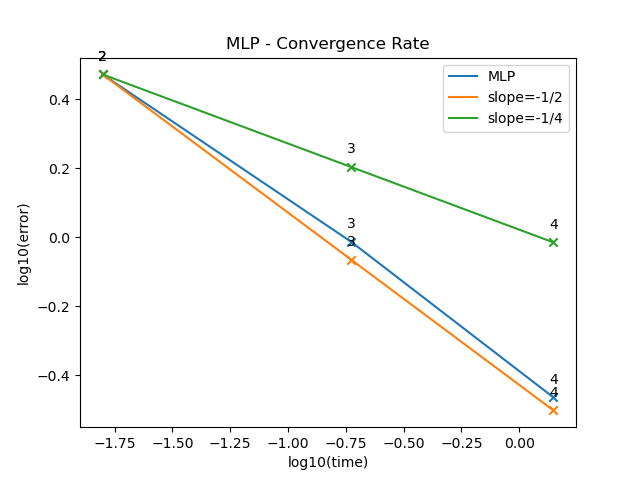 MLP - Convergence Rate
2
MLP
slope=-1/2
slope=-1/4
0.4
3
0.2
3
4
0.0
3
log10(error)
−0.2
4
−0.4
4
−1.75 −1.50 −1.25 −1.00 −0.75 −0.50 −0.25 0.00
log10(time)